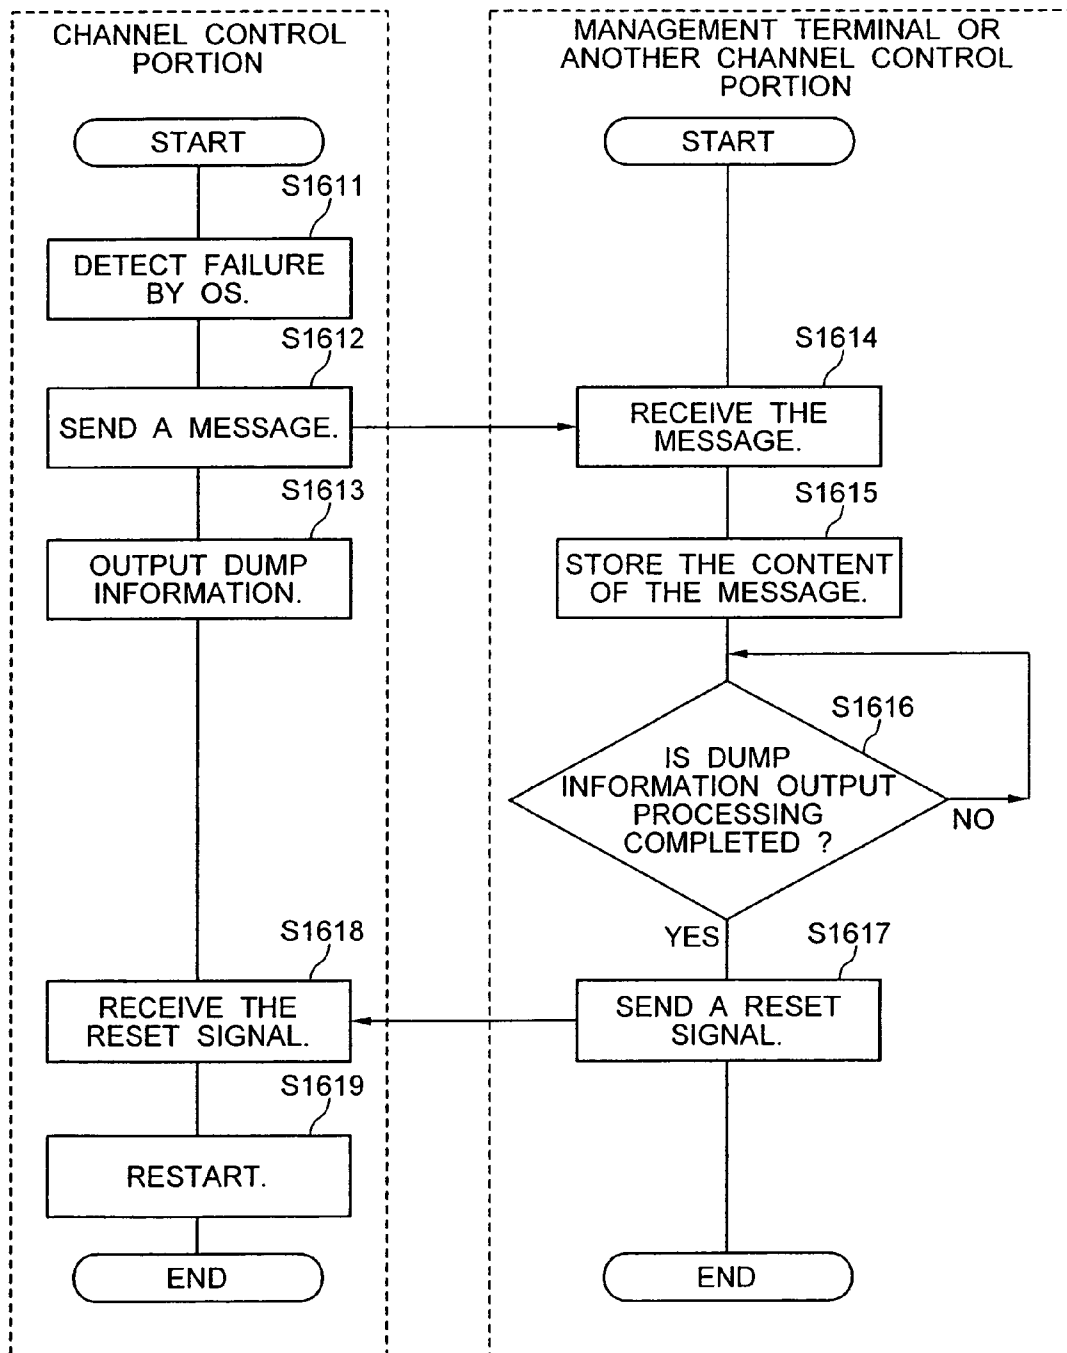 CHANNEL CONTROL
PORTION
START
S1611
DETECT FAILURE
BY OS.
S1612
SEND A MESSAGE.
S1613
OUTPUT DUMP
INFORMATION.
S1618
RECEIVE THE
RESET SIGNAL.
S1619
RESTART.
END
MANAGEMENT TERMINAL OR
ANOTHER CHANNEL CONTROL
PORTION
START
S1614
RECEIVE THE
MESSAGE.
S1615
STORE THE CONTENT
OF THE MESSAGE.
S1616
IS DUMP
INFORMATION OUTPUT
PROCESSING
COMPLETED ?
NO
YES
S1617
SEND A RESET
SIGNAL.
END